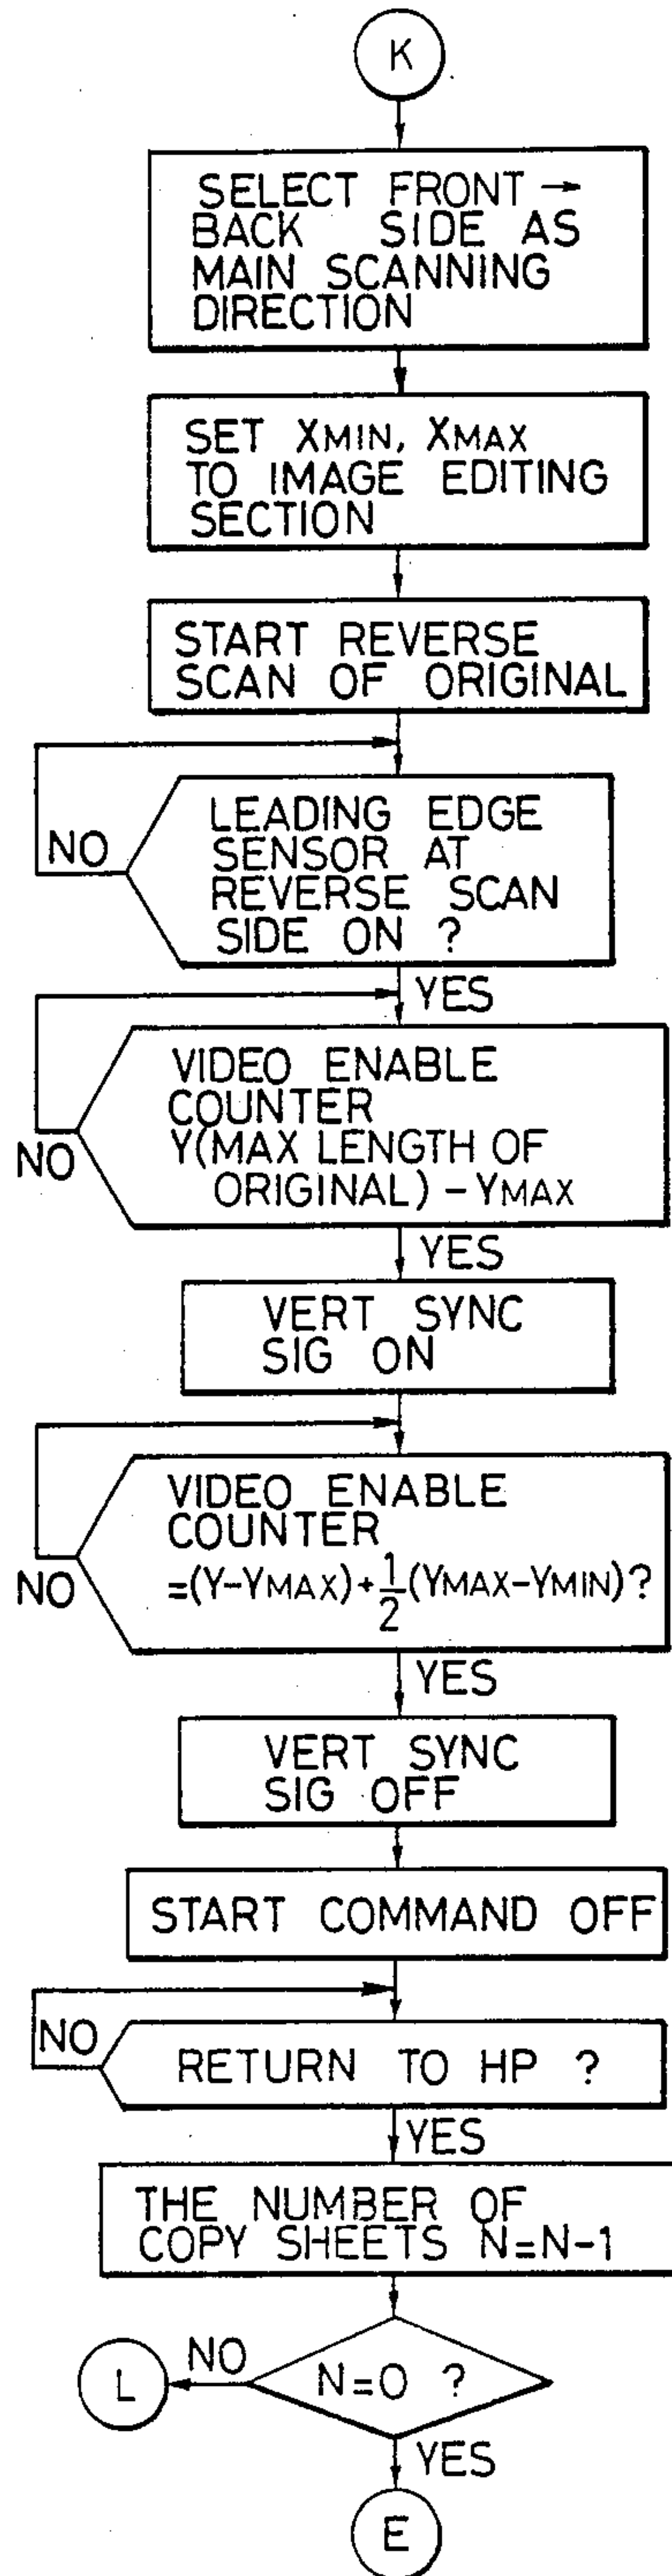 K
SELECT FRONT →
BACK SIDE AS
MAIN SCANNING
DIRECTION
SET XMIN, XMAX
TO IMAGE EDITING
SECTION
START REVERSE
SCAN OF ORIGINAL
LEADING EDGE
SENSOR AT
REVERSE SCAN
SIDE ON ?
NO
YES
VIDEO ENABLE
COUNTER
Y(MAX LENGTH OF
ORIGINAL) - YMAX
NO
YES
VERT SYNC
SIG ON
VIDEO ENABLE
COUNTER
=(Y-YMAX)+1/2(YMAX-YMIN)?
NO
YES
VERT SYNC
SIG OFF
START COMMAND OFF
NO
RETURN TO HP ?
YES
THE NUMBER OF
COPY SHEETS N=N-1
L
NO
N=0 ?
YES
E